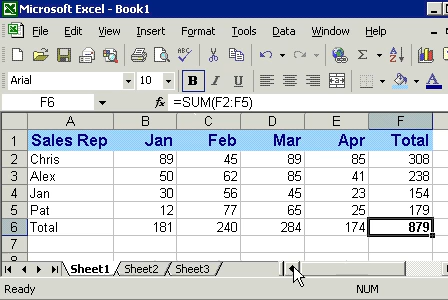 Microsoft Excel - Book1
File Edit View Insert Format Tools Data Window Help
ABC Σ
Arial 10 B I U $
F6 fx =SUM(F2:F5)
A B C D E F
1 Sales Rep Jan Feb Mar Apr Total
2 Chris 89 45 89 85 308
3 Alex 50 62 85 41 238
4 Jan 30 56 45 23 154
5 Pat 12 77 65 25 179
6 Total 181 240 284 174 879
7
8
Sheet1 Sheet2 Sheet3
Ready NUM